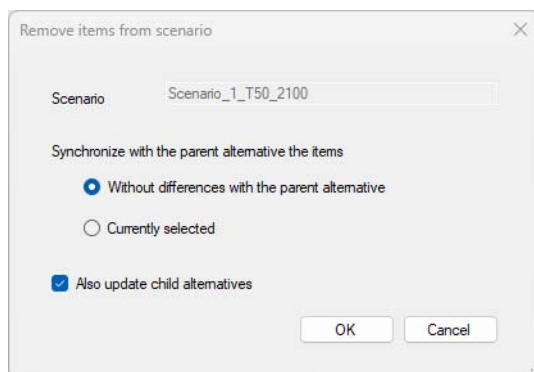 Remove items from scenario
Scenario Scenario_1_T50_2100
Synchronize with the parent alternative the items
Without differences with the parent alternative
Currently selected
Also update child alternatives
OK Cancel